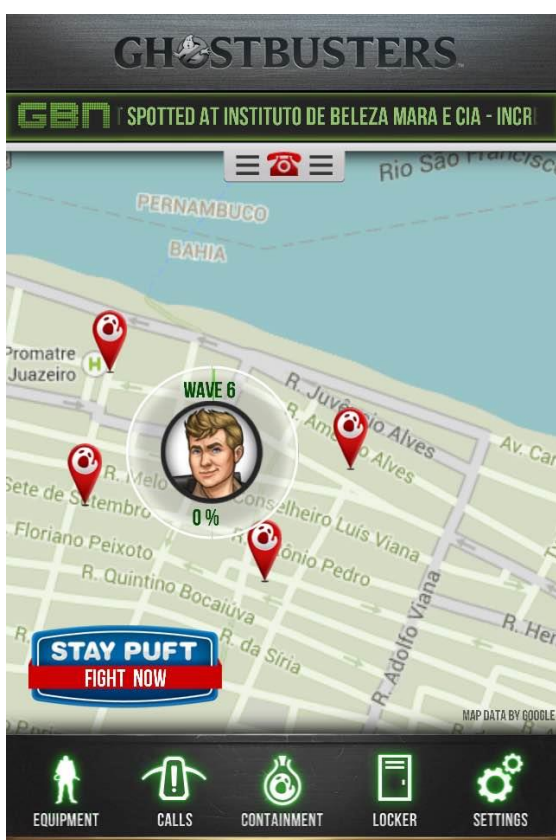 GHOSTBUSTERS
GBN SPOTTED AT INSTITUTO DE BELEZA MARA E CIA - INCR
Rio São Francisco
PERNAMBUCO
BAHIA
Promatre
Juazeiro
H
WAVE 6
R. Juvêncio Alves
R. Am Alves
Av. Car
R. Melo
Conselheiro Luís Viana
Sete de Setembro
0 %
Floriano Peixoto
R. ônio Pedro
R. Quintino Bocaiúva
R. Adolfo Viana
R. Her
R.
R. da Síria
STAY PUFT
FIGHT NOW
MAP DATA BY GOOGLE
EQUIPMENT
CALLS
CONTAINMENT
LOCKER
SETTINGS